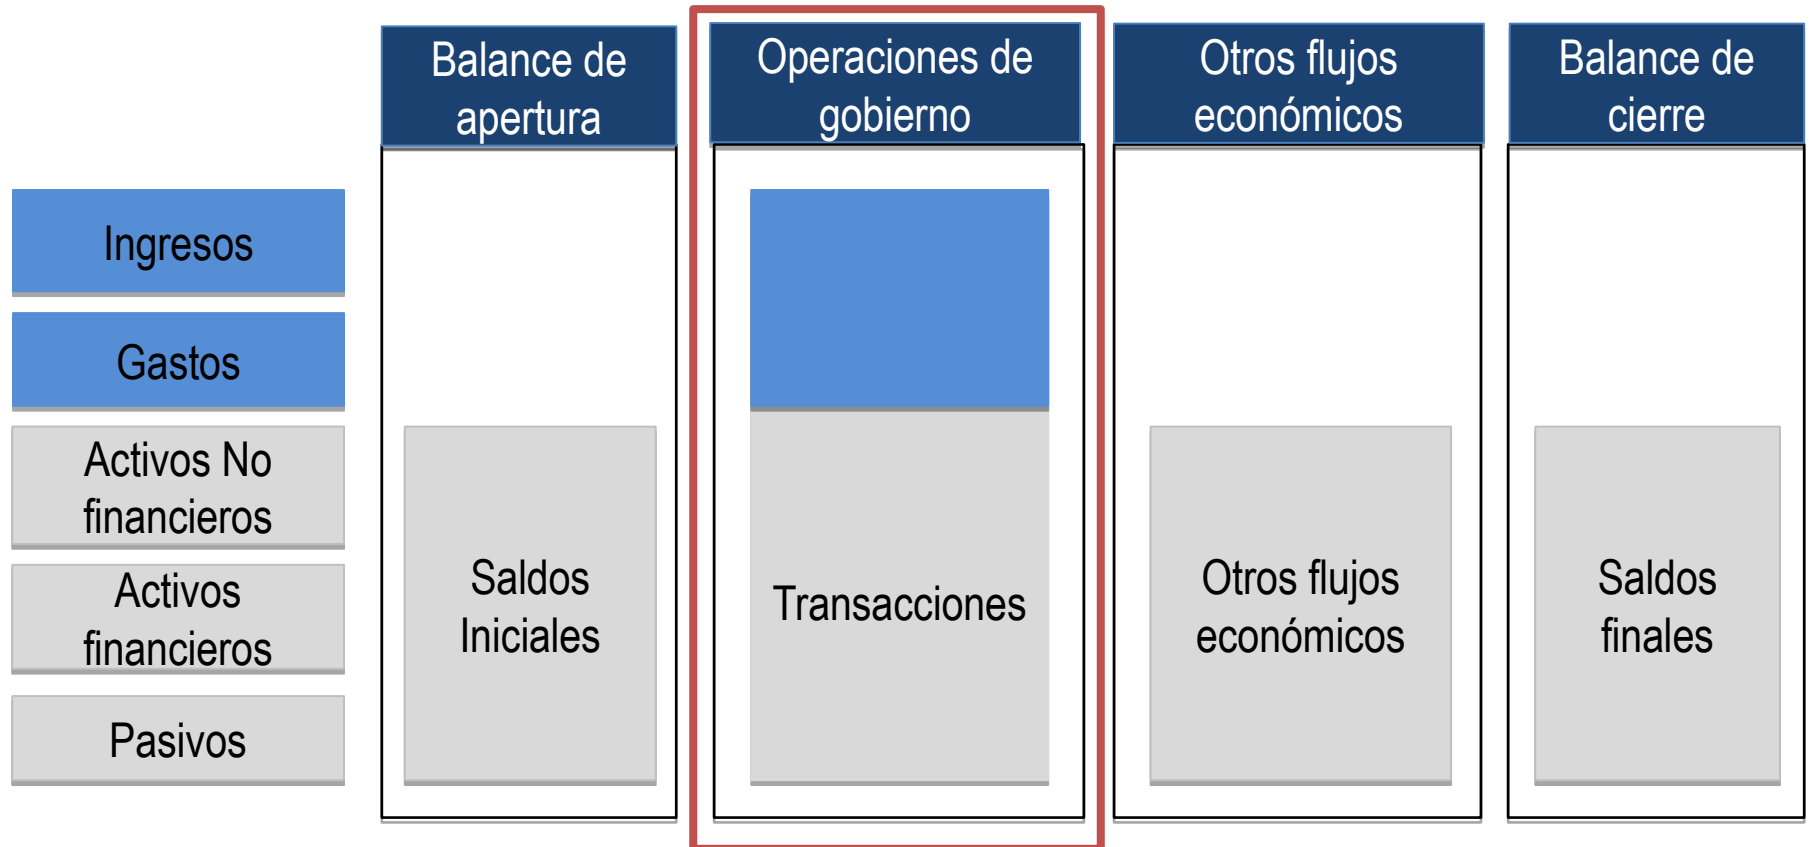 Balance de
apertura
Operaciones de
gobierno
Otros flujos
económicos
Balance de
cierre
Ingresos
Gastos
Activos No
financieros
Activos
financieros
Pasivos
Saldos
Iniciales
Transacciones
Otros flujos
económicos
Saldos
finales